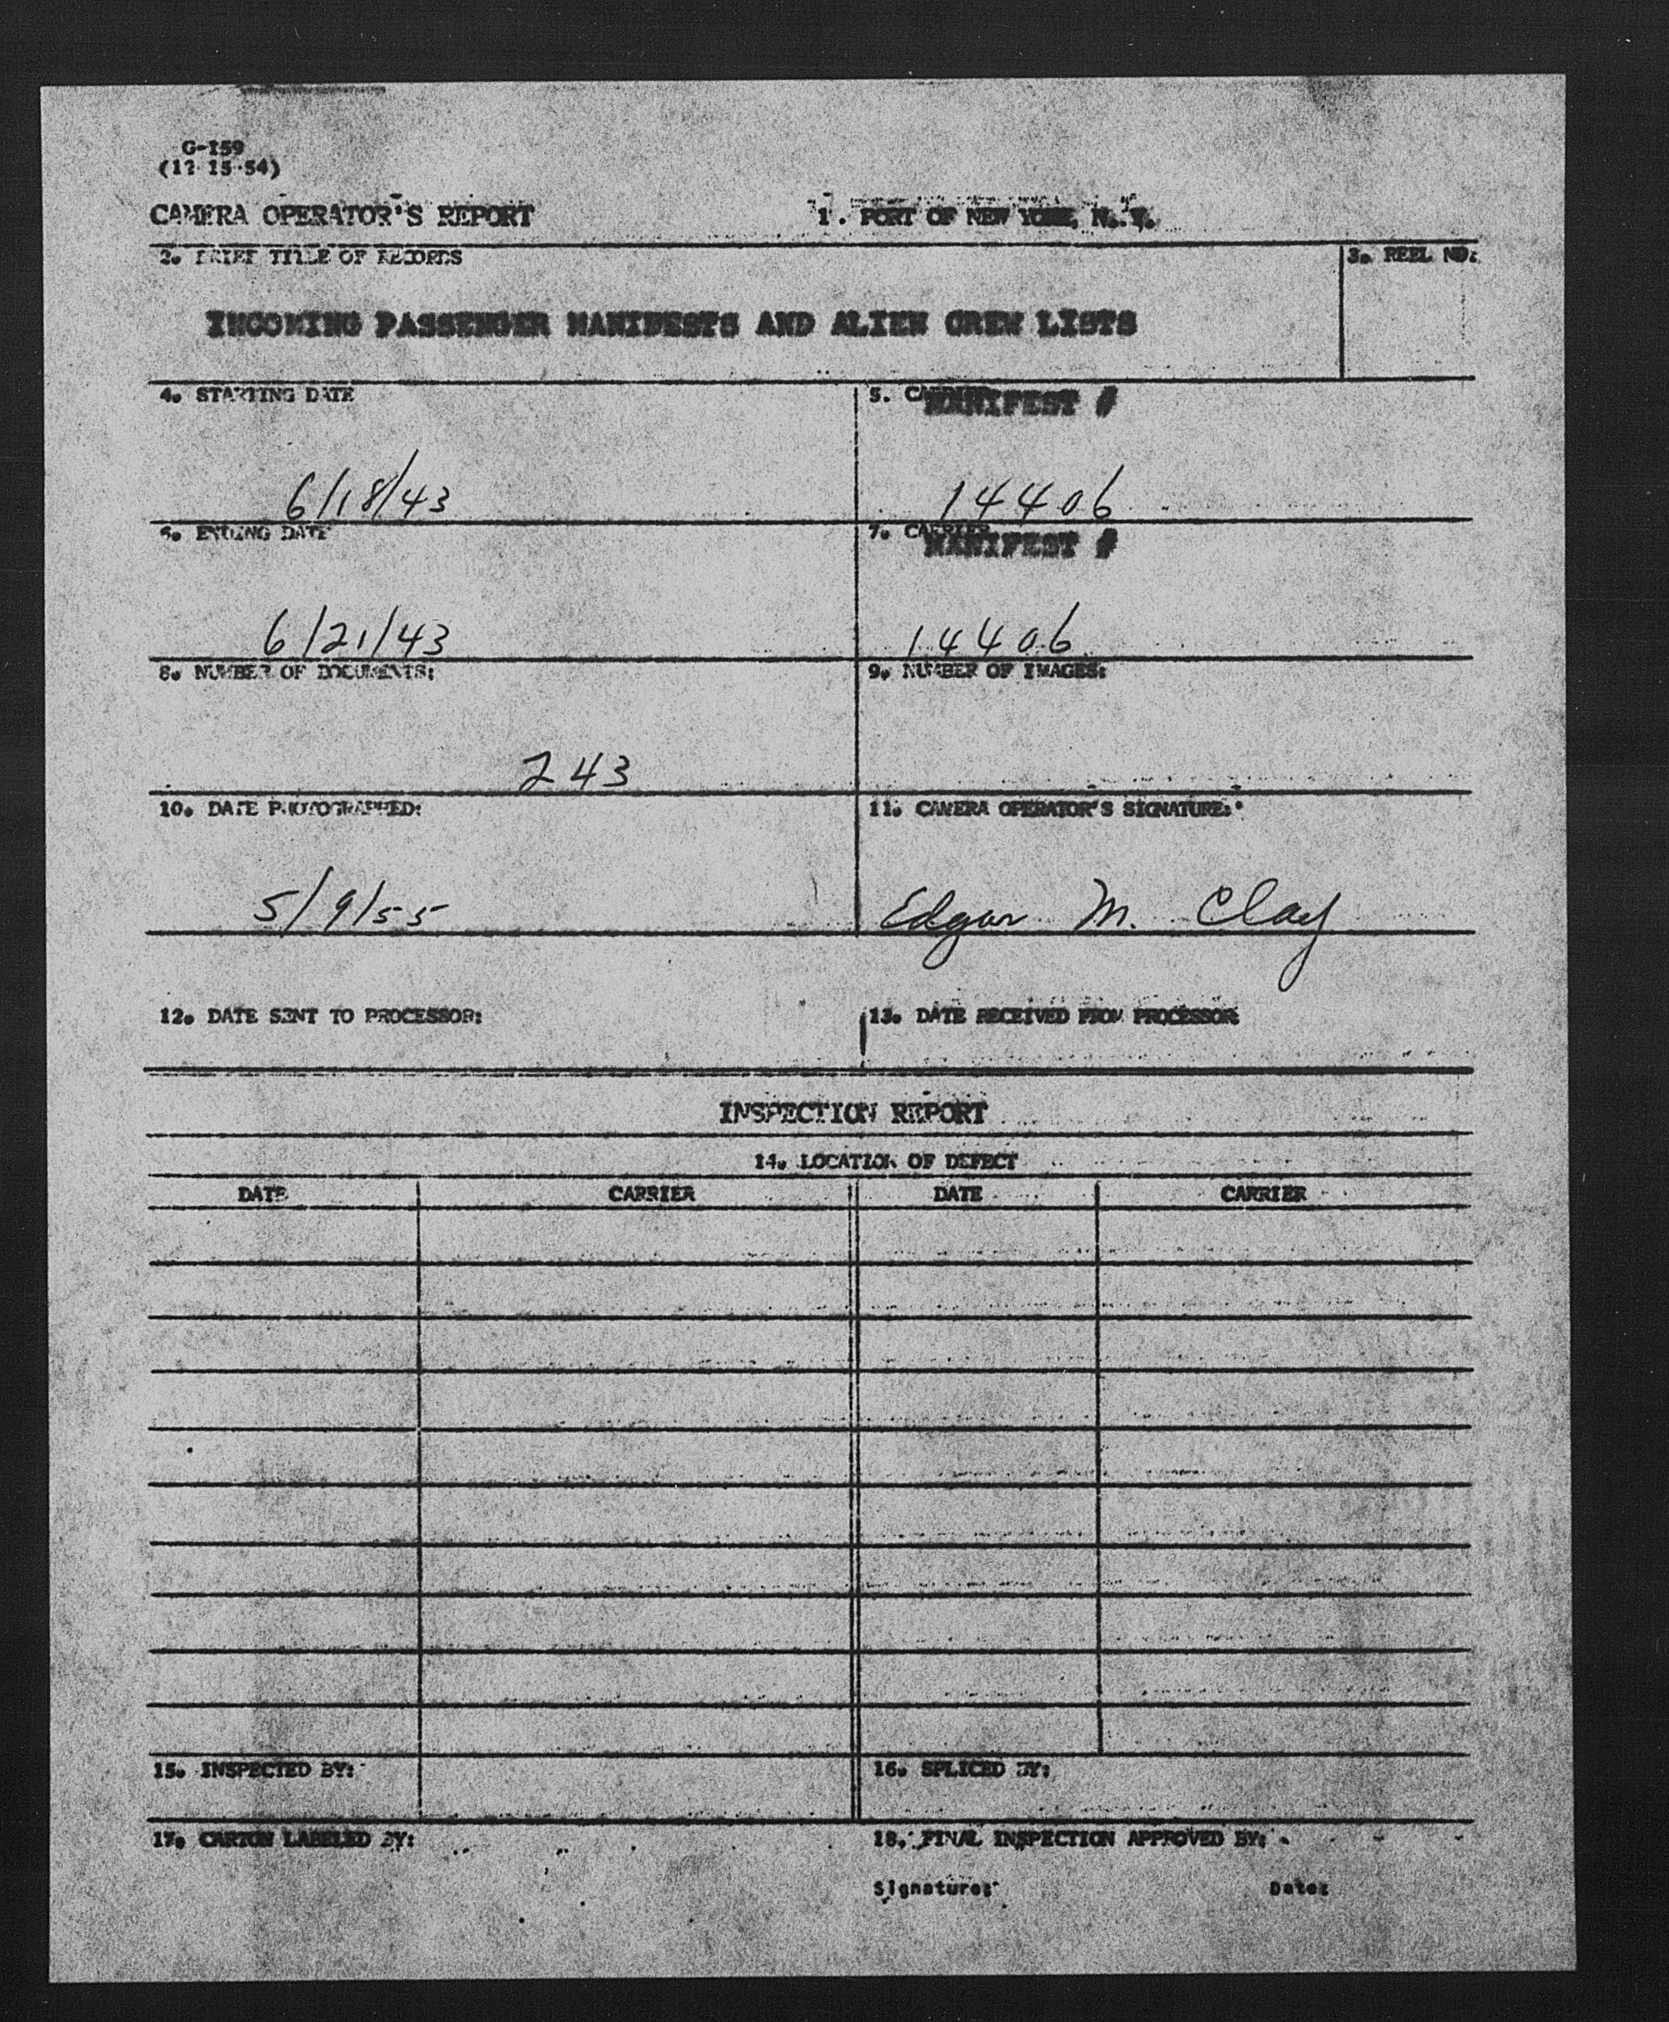 G-159
(12-15-54)
CAMERA OPERATOR'S REPORT 1. PORT OF NEW YORK, N. Y.
2. BRIEF TITLE OF RECORDS 3. REEL NO:
INCOMING PASSENGER MANIFESTS AND ALIEN CREW LISTS
4. STARTING DATE 5. CARRIER MANIFEST #
6/18/43 14406
6. ENDING DATE 7. CARRIER MANIFEST #
6/21/43 14406
8. NUMBER OF DOCUMENTS: 9. NUMBER OF IMAGES:
243
10. DATE PHOTOGRAPHED: 11. CAMERA OPERATOR'S SIGNATURE:
5/9/55 Edgar M. Clay
12. DATE SENT TO PROCESSOR: 13. DATE RECEIVED FROM PROCESSOR
INSPECTION REPORT
14. LOCATION OF DEFECT
DATE CARRIER DATE CARRIER
15. INSPECTED BY: 16. SPLICED BY:
17. CARTON LABELED BY: 18. FINAL INSPECTION APPROVED BY:
Signature: Date: